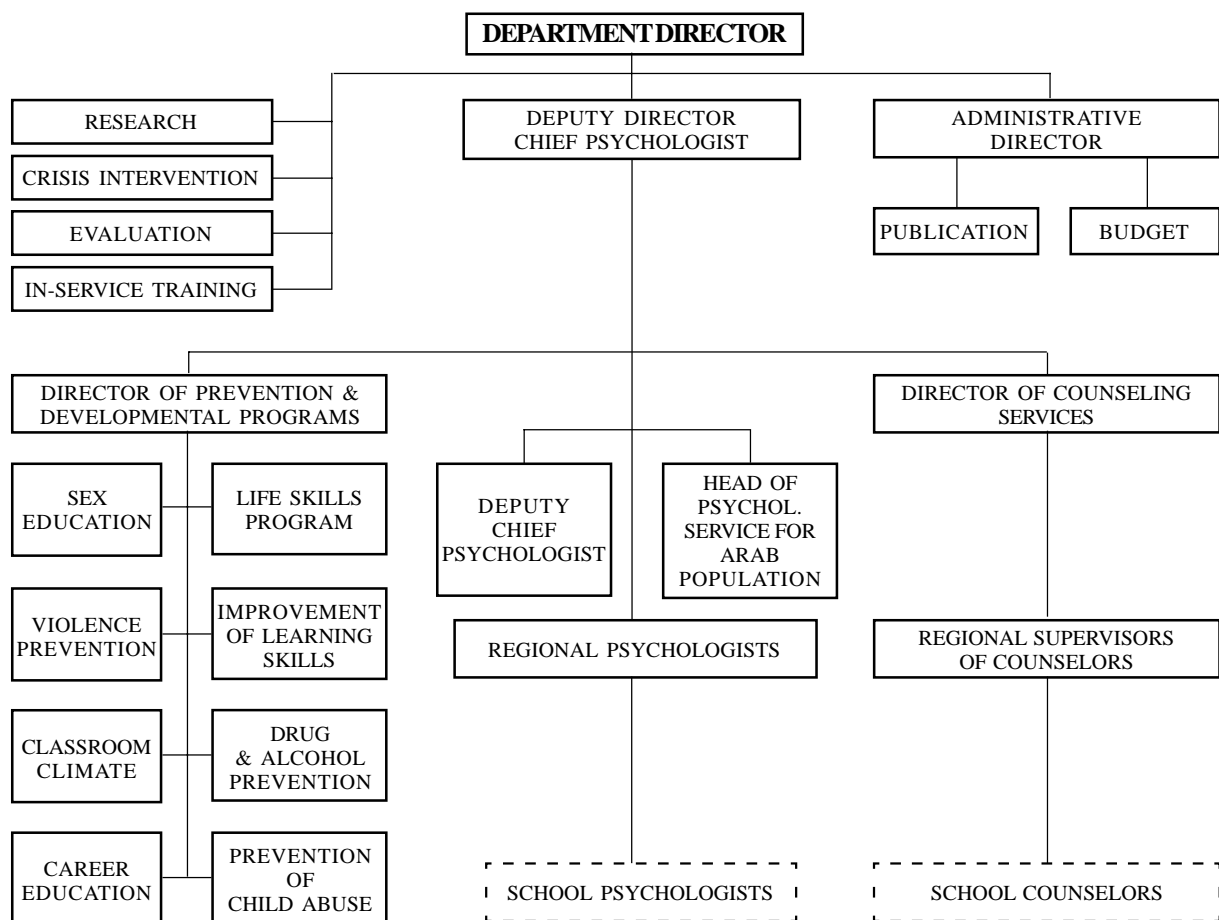 DEPARTMENT DIRECTOR
RESEARCH
CRISIS INTERVENTION
EVALUATION
IN-SERVICE TRAINING
DEPUTY DIRECTOR
CHIEF PSYCHOLOGIST
ADMINISTRATIVE
DIRECTOR
PUBLICATION
BUDGET
DIRECTOR OF PREVENTION &
DEVELOPMENTAL PROGRAMS
SEX
EDUCATION
LIFE SKILLS
PROGRAM
VIOLENCE
PREVENTION
IMPROVEMENT
OF LEARNING
SKILLS
CLASSROOM
CLIMATE
DRUG
& ALCOHOL
PREVENTION
CAREER
EDUCATION
PREVENTION
OF
CHILD ABUSE
DEPUTY
CHIEF
PSYCHOLOGIST
HEAD OF
PSYCHOL.
SERVICE FOR
ARAB
POPULATION
REGIONAL PSYCHOLOGISTS
SCHOOL PSYCHOLOGISTS
DIRECTOR OF COUNSELING
SERVICES
REGIONAL SUPERVISORS
OF COUNSELORS
SCHOOL COUNSELORS